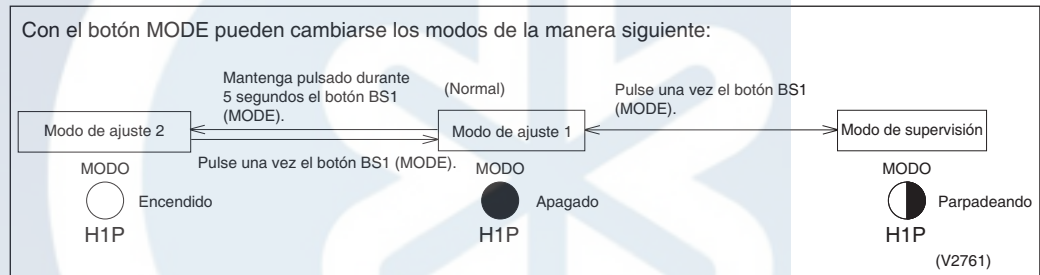 Con el botón MODE pueden cambiarse los modos de la manera siguiente:
Mantenga pulsado durante
5 segundos el botón BS1
(MODE).
(Normal)
Pulse una vez el botón BS1
(MODE).
Modo de ajuste 2
Modo de ajuste 1
Modo de supervisión
Pulse una vez el botón BS1 (MODE).
MODO
MODO
MODO
Encendido
Apagado
Parpadeando
H1P
H1P
H1P
(V2761)